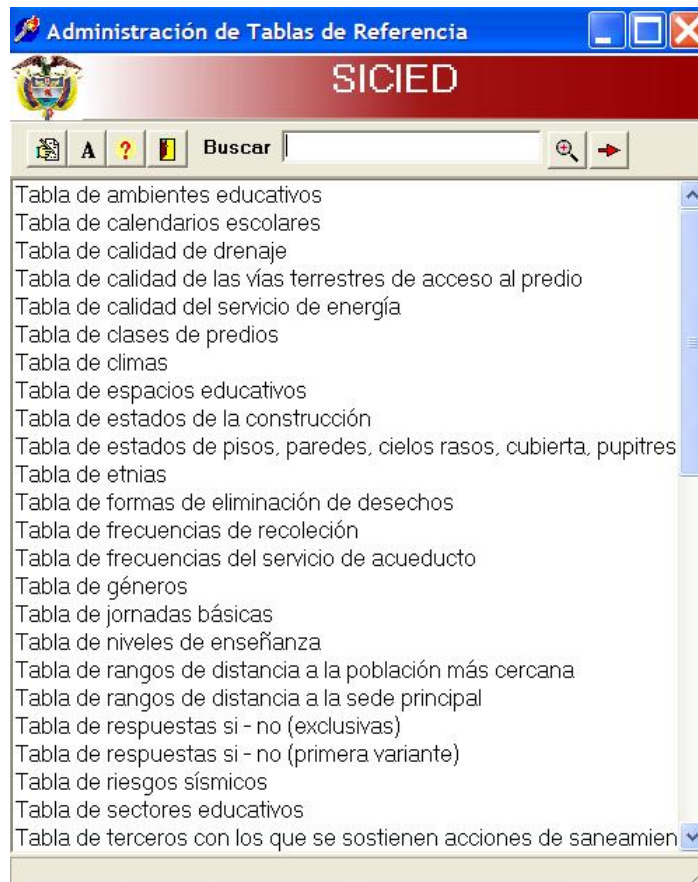 Administración de Tablas de Referencia
SICIED
A ? Buscar
Tabla de ambientes educativos
Tabla de calendarios escolares
Tabla de calidad de drenaje
Tabla de calidad de las vías terrestres de acceso al predio
Tabla de calidad del servicio de energía
Tabla de clases de predios
Tabla de climas
Tabla de espacios educativos
Tabla de estados de la construcción
Tabla de estados de pisos, paredes, cielos rasos, cubierta, pupitres
Tabla de etnias
Tabla de formas de eliminación de desechos
Tabla de frecuencias de recoleción
Tabla de frecuencias del servicio de acueducto
Tabla de géneros
Tabla de jornadas básicas
Tabla de niveles de enseñanza
Tabla de rangos de distancia a la población más cercana
Tabla de rangos de distancia a la sede principal
Tabla de respuestas si - no (exclusivas)
Tabla de respuestas si - no (primera variante)
Tabla de riesgos sísmicos
Tabla de sectores educativos
Tabla de terceros con los que se sostienen acciones de saneamien